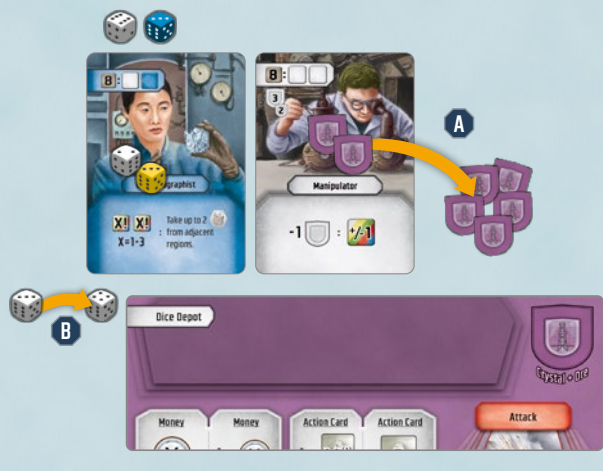 8:
8:
3
2
A
graphist
Manipulator
X! X!
X=1-3
: Take up to 2
from adjacent
regions.
-1 : +/-1
B
Dice Depot
Crystal + Ore
Attack
Money Money Action Card Action Card